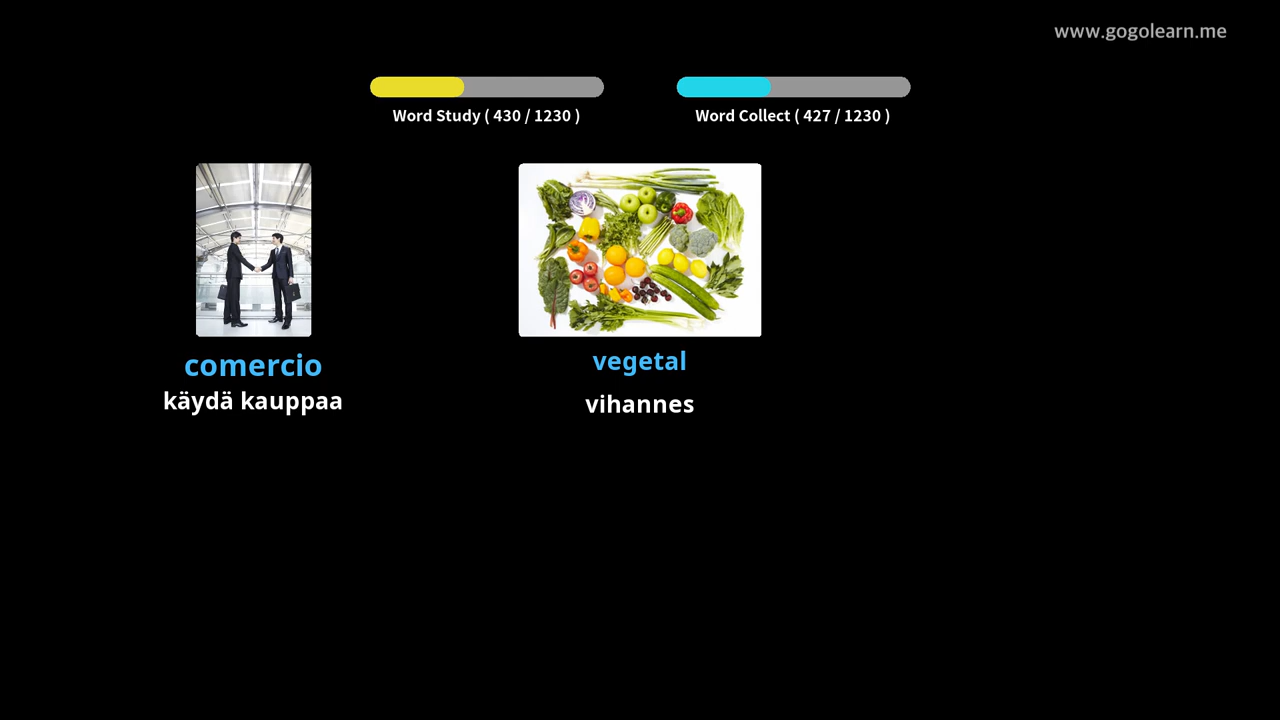 www.gogolearn.me
Word Study ( 430 / 1230 )
Word Collect ( 427 / 1230 )
comercio
käydä kauppaa
vegetal
vihannes